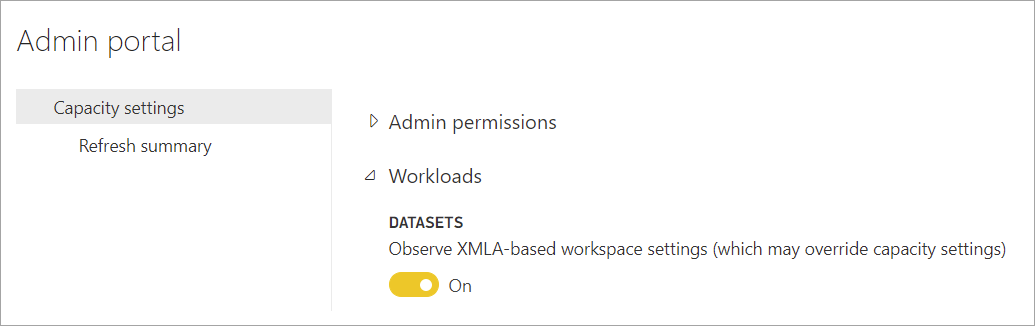 Admin portal
Capacity settings
Refresh summary
Admin permissions
Workloads
DATASETS
Observe XMLA-based workspace settings (which may override capacity settings)
On